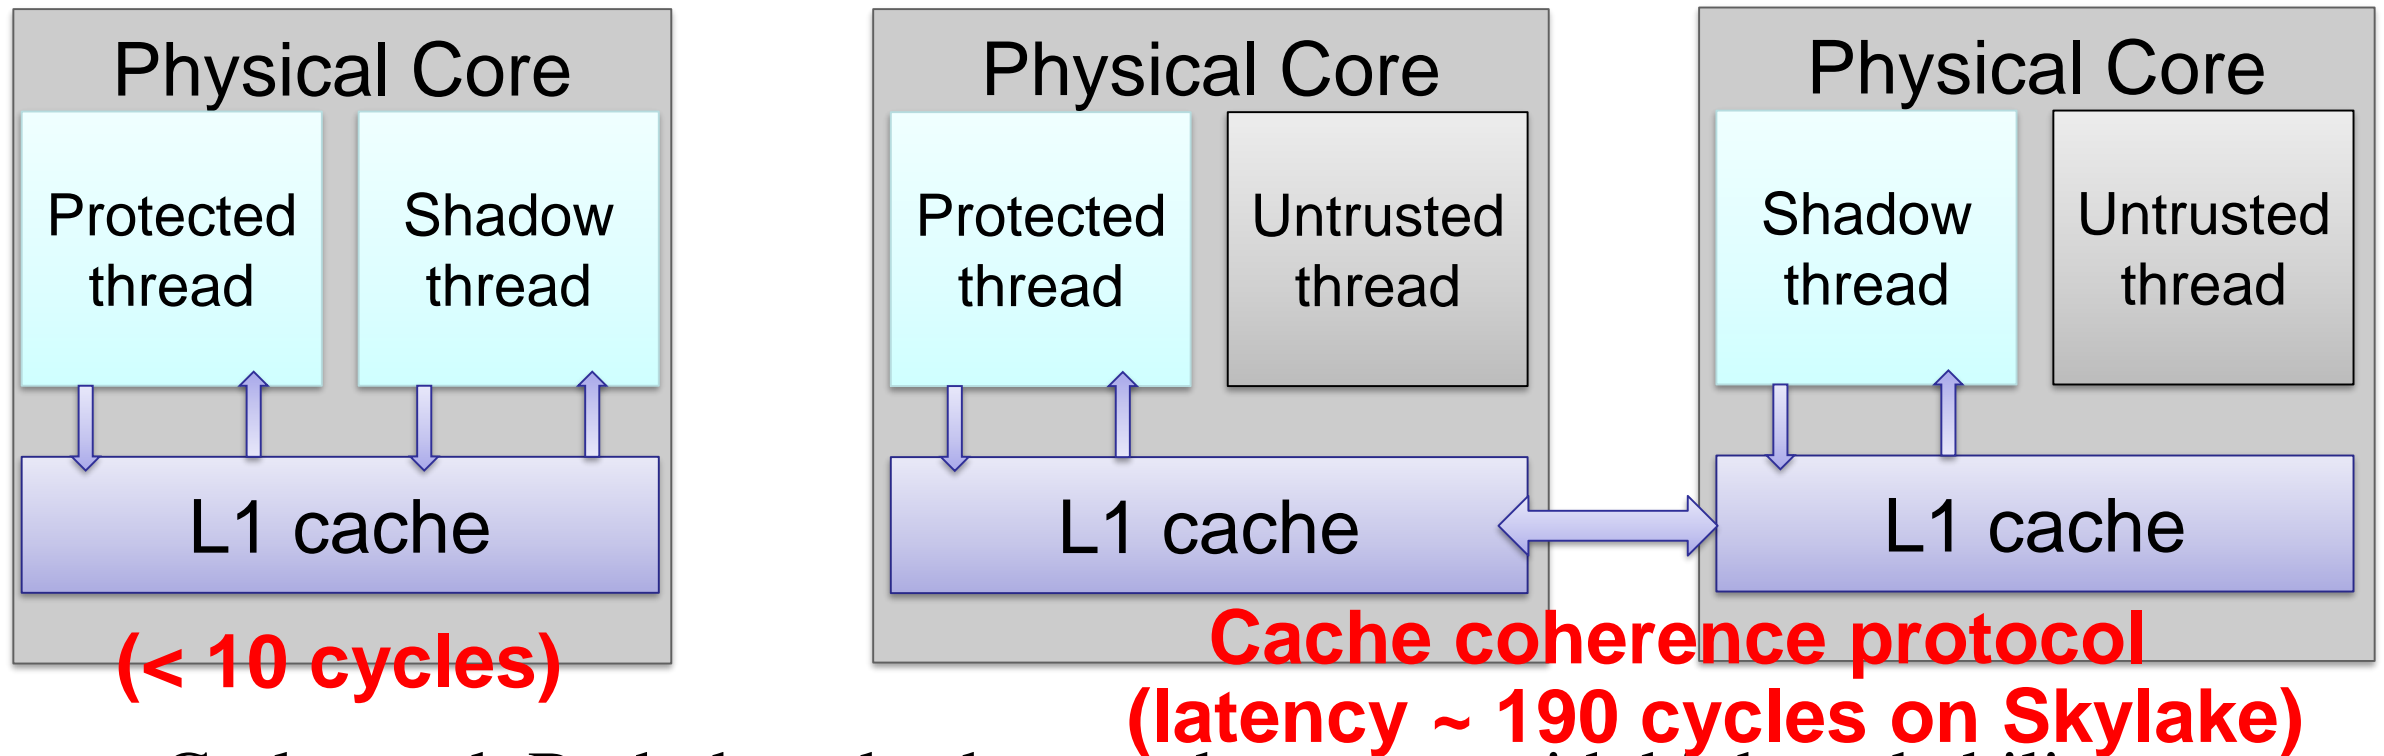 Physical Core
Protected
thread
Shadow
thread
L1 cache
(< 10 cycles)
Physical Core
Protected
thread
Untrusted
thread
L1 cache
Physical Core
Shadow
thread
Untrusted
thread
L1 cache
Cache coherence protocol
(latency ~ 190 cycles on Skylake)